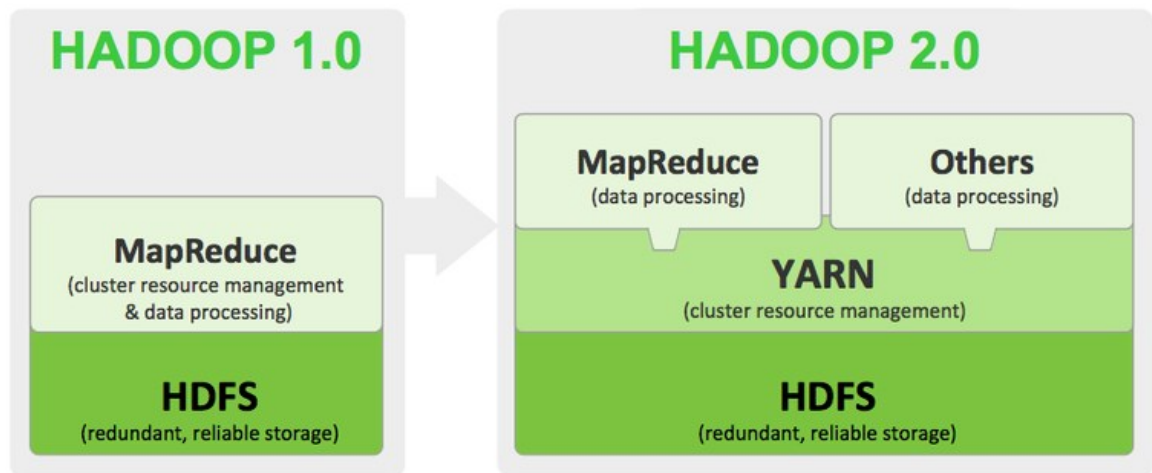 HADOOP 1.0
MapReduce
(cluster resource management
& data processing)
HDFS
(redundant, reliable storage)
HADOOP 2.0
MapReduce
(data processing)
Others
(data processing)
YARN
(cluster resource management)
HDFS
(redundant, reliable storage)